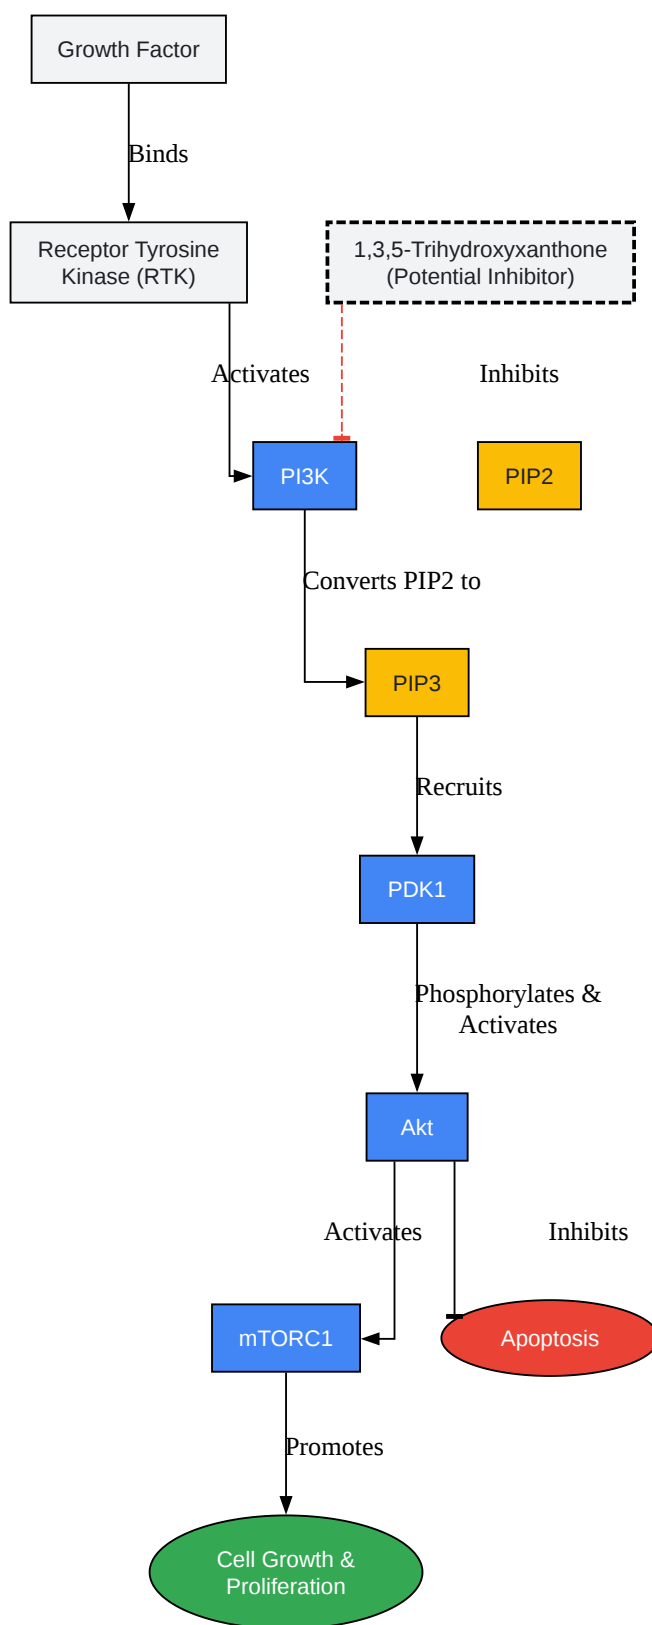 Growth Factor
Binds
Receptor Tyrosine
Kinase (RTK)
1,3,5-Trihydroxyxanthone
(Potential Inhibitor)
Activates
Inhibits
PI3K
PIP2
Converts PIP2 to
PIP3
Recruits
PDK1
Phosphorylates &
Activates
Akt
Activates
Inhibits
mTORC1
Apoptosis
Promotes
Cell Growth &
Proliferation